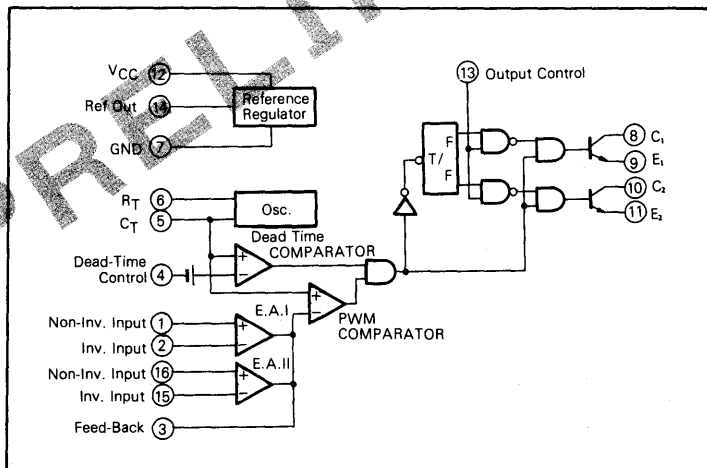 PRELI
VCC 12
Ref Out 14
Reference
Regulator
GND 7
13 Output Control
F
T/
F
8 C₁
9 E₁
10 C₂
11 E₂
RT 6
CT 5
Osc.
Dead Time
COMPARATOR
Dead-Time
Control 4
+
−
+
−
PWM
COMPARATOR
Non-Inv. Input 1
Inv. Input 2
+
−
E.A.I
Non-Inv. Input 16
Inv. Input 15
+
−
E.A.II
Feed-Back 3